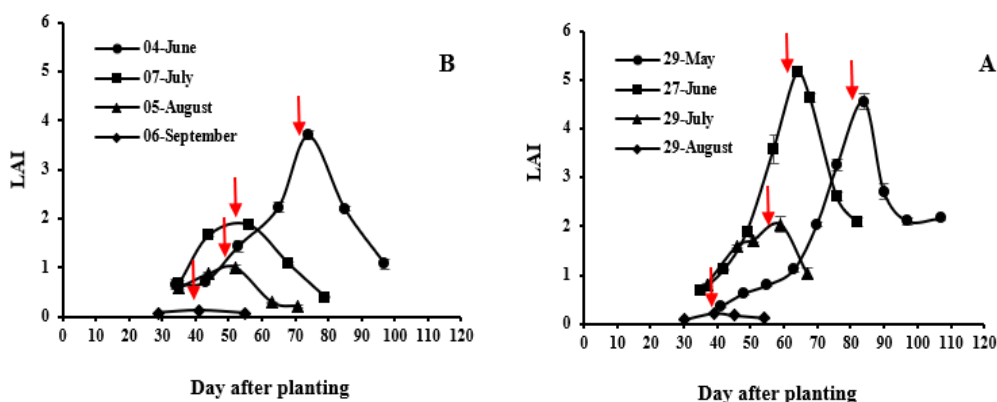 6
5
4
3
2
1
0
LAI
04-June
07-July
05-August
06-September
B
0 10 20 30 40 50 60 70 80 90 100 110 120
Day after planting
6
5
4
3
2
1
0
LAI
29-May
27-June
29-July
29-August
A
0 10 20 30 40 50 60 70 80 90 100 110 120
Day after planting